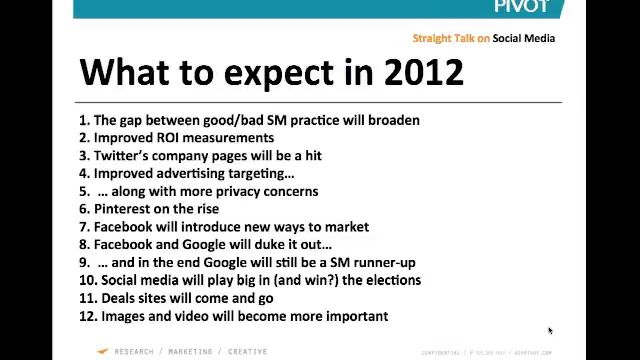 PIVOT
Straight Talk on Social Media
What to expect in 2012
1. The gap between good/bad SM practice will broaden
2. Improved ROI measurements
3. Twitter's company pages will be a hit
4. Improved advertising targeting...
5. ... along with more privacy concerns
6. Pinterest on the rise
7. Facebook will introduce new ways to market
8. Facebook and Google will duke it out...
9. ... and in the end Google will still be a SM runner-up
10. Social media will play big in (and win?) the elections
11. Deals sites will come and go
12. Images and video will become more important
RESEARCH / MARKETING / CREATIVE
CONFIDENTIAL